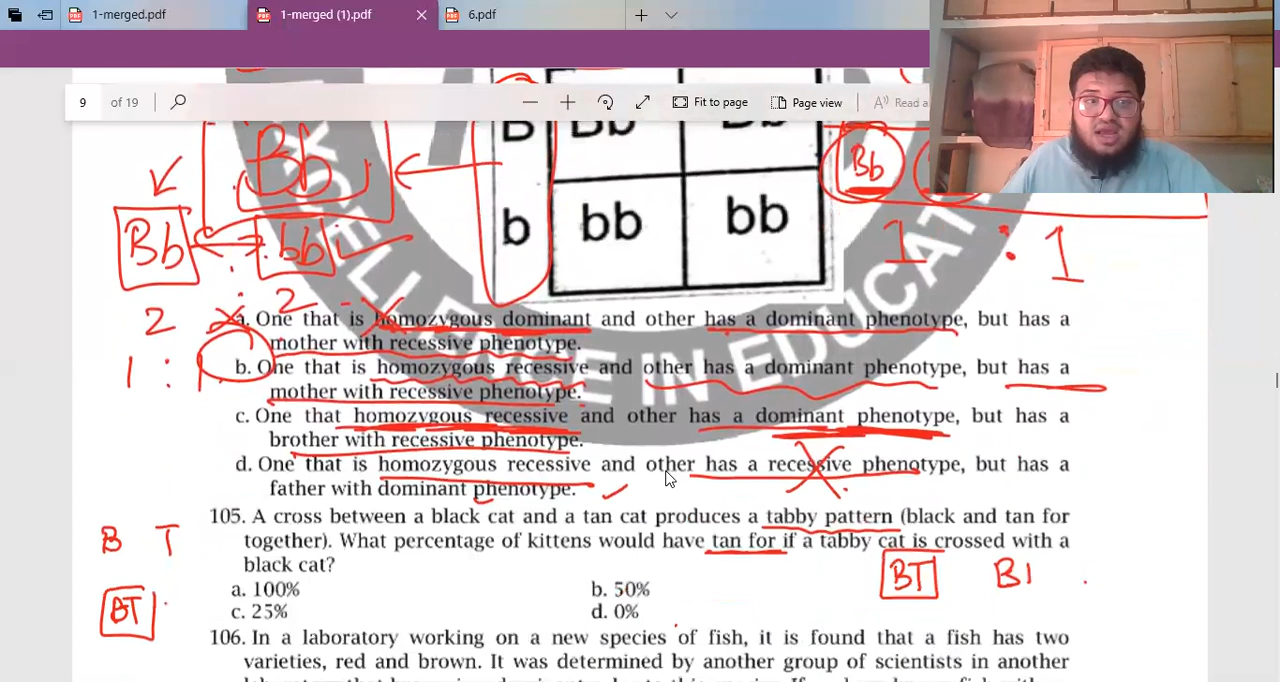 1-merged.pdf
1-merged (1).pdf
6.pdf
9 of 19
Fit to page
Page view
Read a
B Bb Bb
b bb bb
Bb
Bb bb
Bb
1 : 1
2 : 2
1 : 1
XCELLENCE IN EDUCATION
a. One that is homozygous dominant and other has a dominant phenotype, but has a
mother with recessive phenotype.
b. One that is homozygous recessive and other has a dominant phenotype, but has a
mother with recessive phenotype.
c. One that homozygous recessive and other has a dominant phenotype, but has a
brother with recessive phenotype.
d. One that is homozygous recessive and other has a recessive phenotype, but has a
father with dominant phenotype.
105. A cross between a black cat and a tan cat produces a tabby pattern (black and tan for
together). What percentage of kittens would have tan for if a tabby cat is crossed with a
black cat?
B T
BT
BT
a. 100% b. 50%
c. 25% d. 0%
106. In a laboratory working on a new species of fish, it is found that a fish has two
varieties, red and brown. It was determined by another group of scientists in another